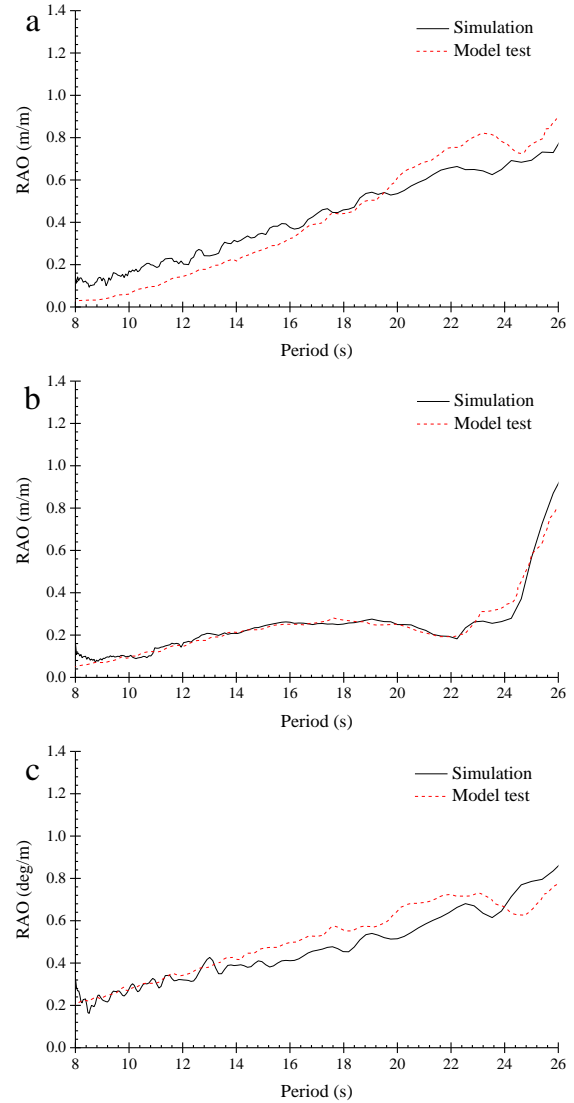 a
1.4
1.2
1.0
0.8
0.6
0.4
0.2
0.0
RAO (m/m)
Simulation
Model test
8 10 12 14 16 18 20 22 24 26
Period (s)
b
1.4
1.2
1.0
0.8
0.6
0.4
0.2
0.0
RAO (m/m)
Simulation
Model test
8 10 12 14 16 18 20 22 24 26
Period (s)
c
1.4
1.2
1.0
0.8
0.6
0.4
0.2
0.0
RAO (deg/m)
Simulation
Model test
8 10 12 14 16 18 20 22 24 26
Period (s)